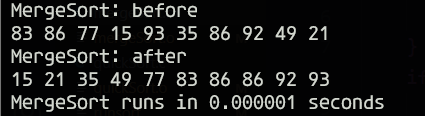 MergeSort: before
83 86 77 15 93 35 86 92 49 21
MergeSort: after
15 21 35 49 77 83 86 86 92 93
MergeSort runs in 0.000001 seconds